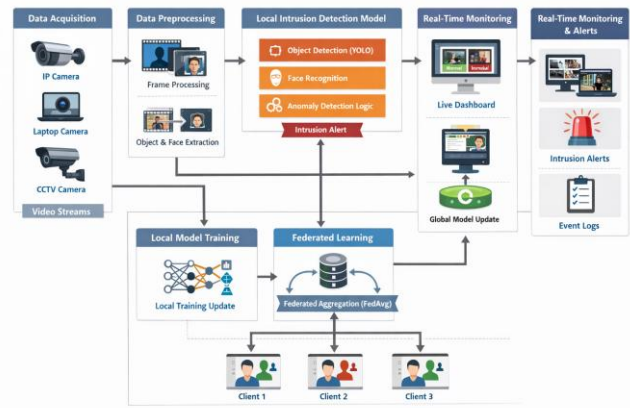 Data Acquisition
IP Camera
Laptop Camera
CCTV Camera
Video Streams
Data Preprocessing
Frame Processing
Object & Face Extraction
Local Intrusion Detection Model
Object Detection (YOLO)
Face Recognition
Anomaly Detection Logic
Intrusion Alert
Real-Time Monitoring
Live Dashboard
Global Model Update
Real-Time Monitoring
& Alerts
Intrusion Alerts
Event Logs
Local Model Training
Local Training Update
Federated Learning
Federated Aggregation (FedAvg)
Client 1
Client 2
Client 3